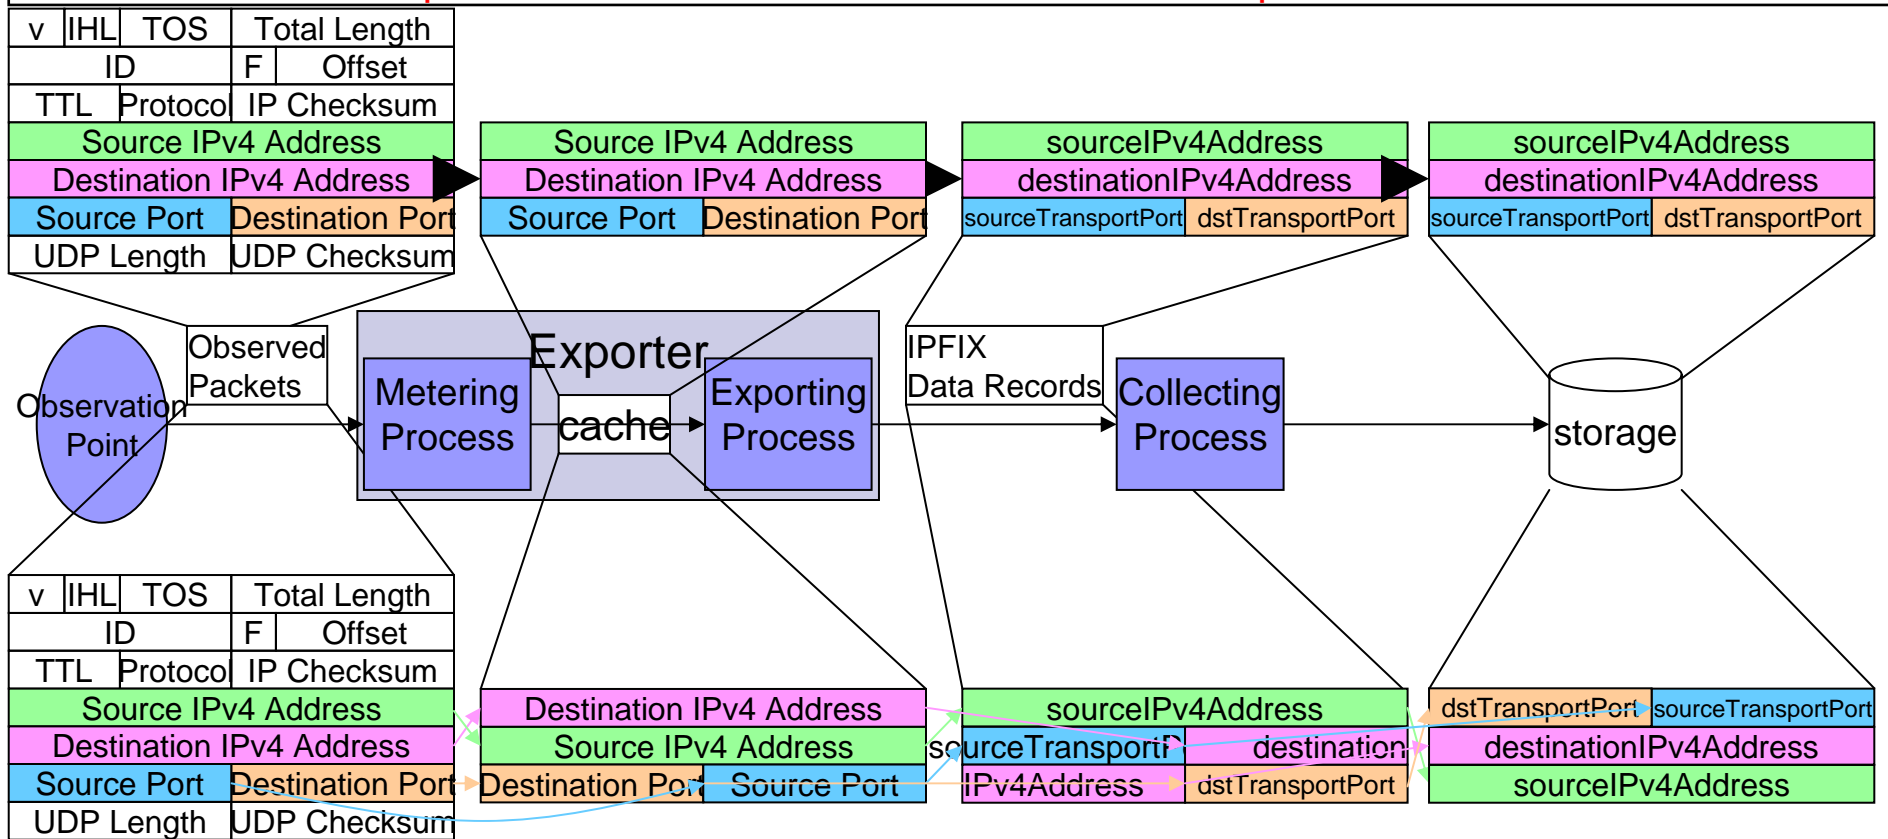 v IHL TOS Total Length
ID F Offset
TTL Protocol IP Checksum
Source IPv4 Address Source IPv4 Address sourceIPv4Address sourceIPv4Address
Destination IPv4 Address Destination IPv4 Address destinationIPv4Address destinationIPv4Address
Source Port Destination Port Source Port Destination Port sourceTransportPort dstTransportPort sourceTransportPort dstTransportPort
UDP Length UDP Checksum
Observation
Point
Observed
Packets
Exporter
Metering
Process
cache
Exporting
Process
IPFIX
Data Records
Collecting
Process
storage
v IHL TOS Total Length
ID F Offset
TTL Protocol IP Checksum
Source IPv4 Address Destination IPv4 Address sourceIPv4Address dstTransportPort sourceTransportPort
Destination IPv4 Address Source IPv4 Address sourceTransportP destination destinationIPv4Address
Source Port Destination Port Destination Port Source Port IPv4Address dstTransportPort sourceIPv4Address
UDP Length UDP Checksum